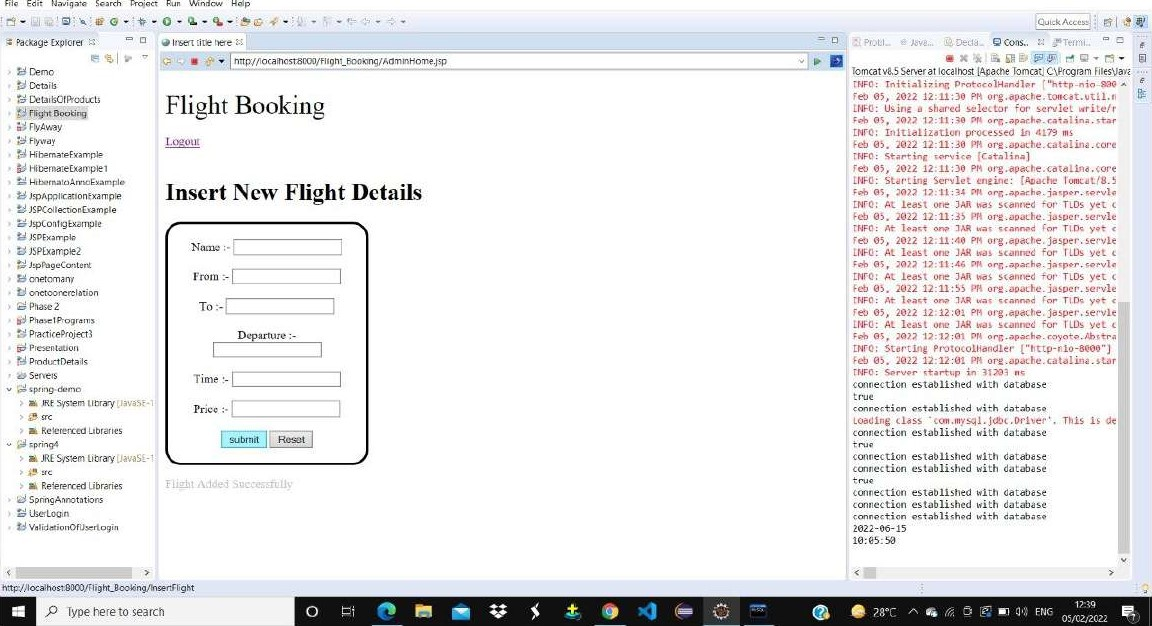 File Edit Navigate Search Project Run Window Help
Quick Access
Package Explorer
Demo
Details
DetailsOfProducts
Flight Booking
FlyAway
Flyway
HibernateExample
HibernateExample1
HibernateAnnoExample
JspApplicationExample
JSPCollectionExample
JspConfigExample
JSPExample
JSPExample2
JspPageContent
onetomany
onetoonerelation
Phase 2
Phase1Programs
PracticeProject3
Presentation
ProductDetails
Servers
spring-demo
JRE System Library [JavaSE-1
src
Referenced Libraries
spring4
JRE System Library [JavaSE-1
src
Referenced Libraries
SpringAnnotations
UserLogin
ValidationOfUserLogin
Insert title here
http://localhost:8000/Flight_Booking/AdminHome.jsp
Flight Booking
Logout
Insert New Flight Details
Name :-
From :-
To :-
Departure :-
Time :-
Price :-
submit Reset
Flight Added Successfully
Probl... Java... Decla... Cons... Termi...
Tomcat v8.5 Server at localhost [Apache Tomcat] C:\Program Files\Java
INFO: Initializing ProtocolHandler ["http-nio-800
Feb 05, 2022 12:11:30 PM org.apache.tomcat.util.n
INFO: Using a shared selector for servlet write/r
Feb 05, 2022 12:11:30 PM org.apache.catalina.star
INFO: Initialization processed in 4179 ms
Feb 05, 2022 12:11:30 PM org.apache.catalina.core
INFO: Starting service [Catalina]
Feb 05, 2022 12:11:30 PM org.apache.catalina.core
INFO: Starting Servlet engine: [Apache Tomcat/8.5
Feb 05, 2022 12:11:34 PM org.apache.jasper.servle
INFO: At least one JAR was scanned for TLDs yet c
Feb 05, 2022 12:11:35 PM org.apache.jasper.servle
INFO: At least one JAR was scanned for TLDs yet c
Feb 05, 2022 12:11:40 PM org.apache.jasper.servle
INFO: At least one JAR was scanned for TLDs yet c
Feb 05, 2022 12:11:46 PM org.apache.jasper.servle
INFO: At least one JAR was scanned for TLDs yet c
Feb 05, 2022 12:11:55 PM org.apache.jasper.servle
INFO: At least one JAR was scanned for TLDs yet c
Feb 05, 2022 12:12:01 PM org.apache.jasper.servle
INFO: At least one JAR was scanned for TLDs yet c
Feb 05, 2022 12:12:01 PM org.apache.coyote.Abstra
INFO: Starting ProtocolHandler ["http-nio-8000"]
Feb 05, 2022 12:12:01 PM org.apache.catalina.star
INFO: Server startup in 31203 ms
connection established with database
true
connection established with database
Loading class `com.mysql.jdbc.Driver'. This is de
connection established with database
true
connection established with database
connection established with database
true
connection established with database
connection established with database
connection established with database
2022-06-15
10:05:50
http://localhost:8000/Flight_Booking/InsertFlight
Type here to search
28°C
ENG
12:39
05/02/2022